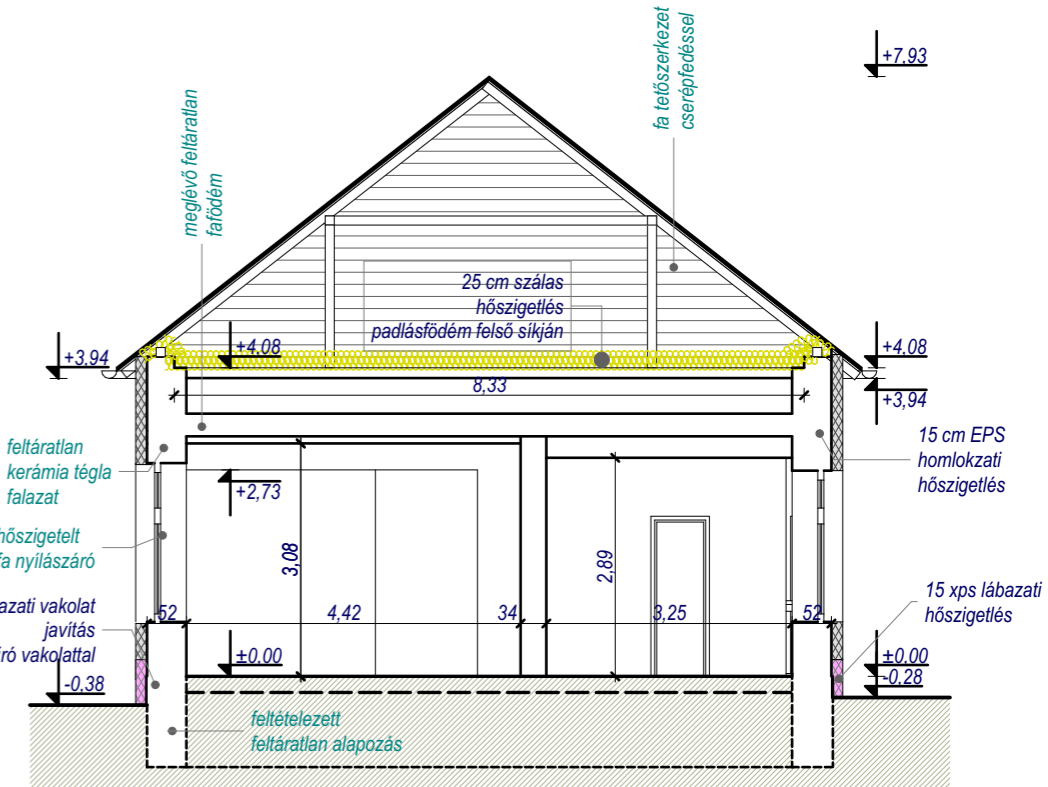 +7,93
fa tetőszerkezet
cserépfedéssel
meglévő feltáratlan
fafödém
25 cm szálas
hőszigetlés
padlásfödém felső síkján
+3,94
+4,08
+4,08
+3,94
8,33
feltáratlan
kerámia tégla
falazat
15 cm EPS
homlokzati
hőszigetlés
+2,73
hőszigetelt
fa nyílászáró
3,08
2,89
azati vakolat
javítás
ró vakolattal
52
4,42
34
3,25
52
15 xps lábazati
hőszigetlés
±0,00
-0,38
±0,00
-0,28
feltételezett
feltáratlan alapozás